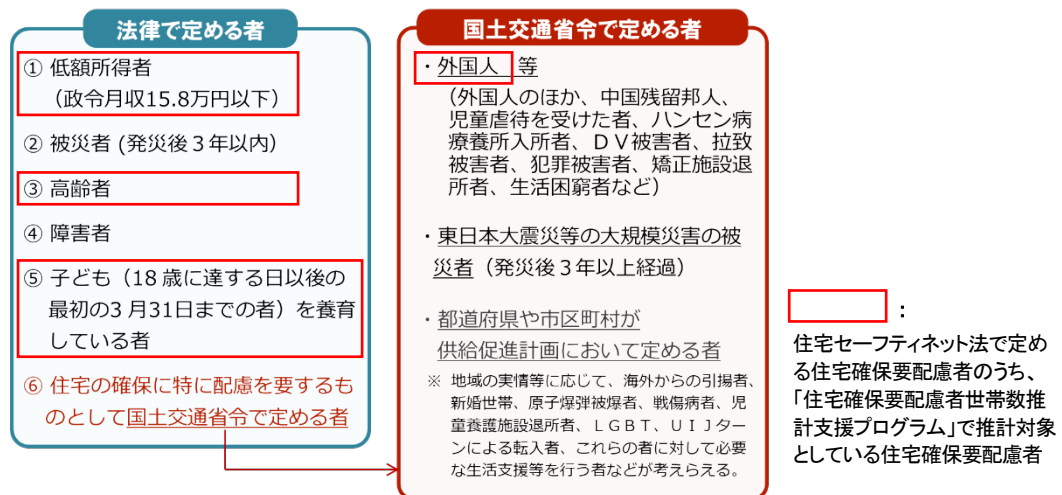 法律で定める者
① 低額所得者
（政令月収15.8万円以下）
② 被災者 (発災後３年以内)
③ 高齢者
④ 障害者
⑤ 子ども（18 歳に達する日以後の
最初の3 月31日までの者）を養育
している者
⑥ 住宅の確保に特に配慮を要するも
のとして国土交通省令で定める者
国土交通省令で定める者
・外国人 等
（外国人のほか、中国残留邦人、
児童虐待を受けた者、ハンセン病
療養所入所者、ＤＶ被害者、拉致
被害者、犯罪被害者、矯正施設退
所者、生活困窮者など）
・東日本大震災等の大規模災害の被
災者（発災後３年以上経過）
・都道府県や市区町村が
供給促進計画において定める者
※ 地域の実情等に応じて、海外からの引揚者、
新婚世帯、原子爆弾被爆者、戦傷病者、児
童養護施設退所者、ＬＧＢＴ、ＵＩＪター
ンによる転入者、これらの者に対して必要
な生活支援等を行う者などが考えらえる。
：
住宅セーフティネット法で定め
る住宅確保要配慮者のうち、
「住宅確保要配慮者世帯数推
計支援プログラム」で推計対象
としている住宅確保要配慮者